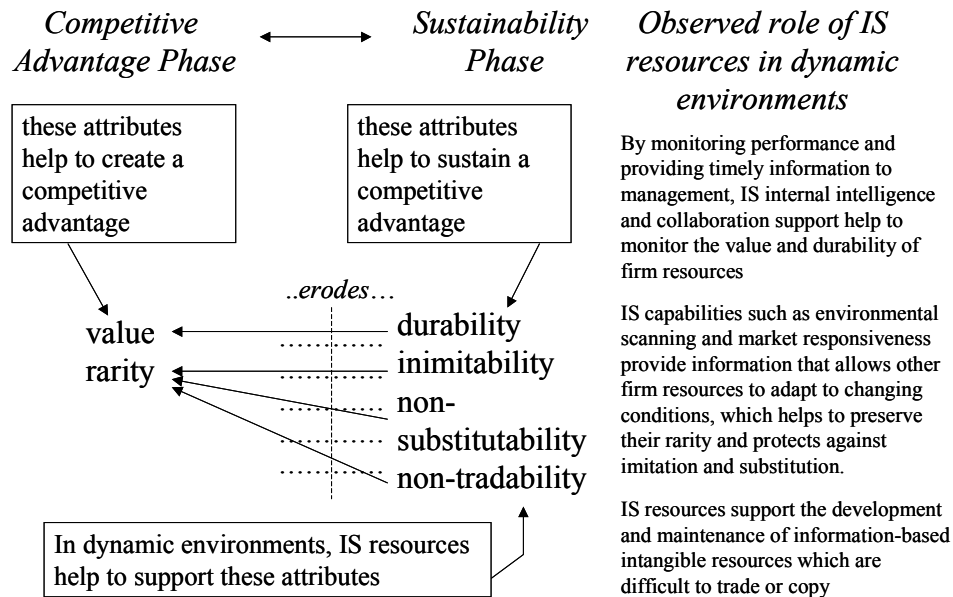 Competitive
Advantage Phase
Sustainability
Phase
Observed role of IS
resources in dynamic
environments
these attributes
help to create a
competitive
advantage
these attributes
help to sustain a
competitive
advantage
..erodes…
value
rarity
durability
inimitability
non-
substitutability
non-tradability
In dynamic environments, IS resources
help to support these attributes
By monitoring performance and
providing timely information to
management, IS internal intelligence
and collaboration support help to
monitor the value and durability of
firm resources
IS capabilities such as environmental
scanning and market responsiveness
provide information that allows other
firm resources to adapt to changing
conditions, which helps to preserve
their rarity and protects against
imitation and substitution.
IS resources support the development
and maintenance of information-based
intangible resources which are
difficult to trade or copy